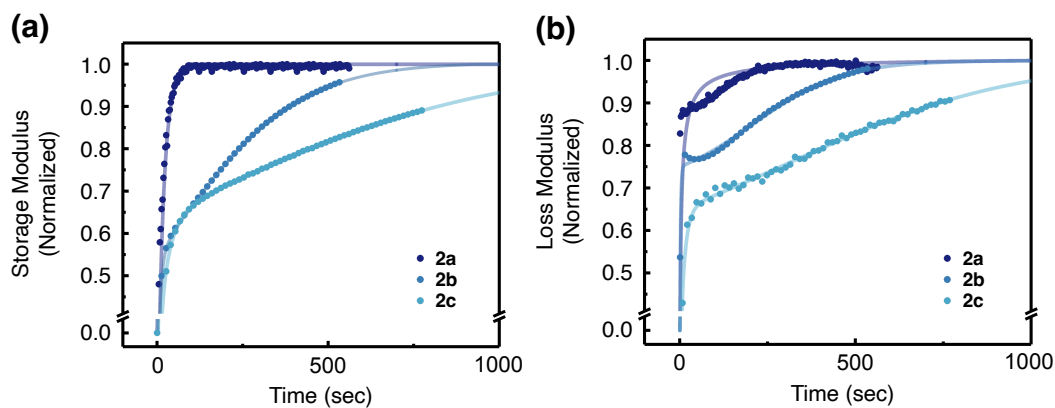 (a)
Storage Modulus
(Normalized)
1.0
0.9
0.8
0.7
0.6
0.5
0.0
2a
2b
2c
0
500
1000
Time (sec)
(b)
Loss Modulus
(Normalized)
1.0
0.9
0.8
0.7
0.6
0.5
0.0
2a
2b
2c
0
500
1000
Time (sec)